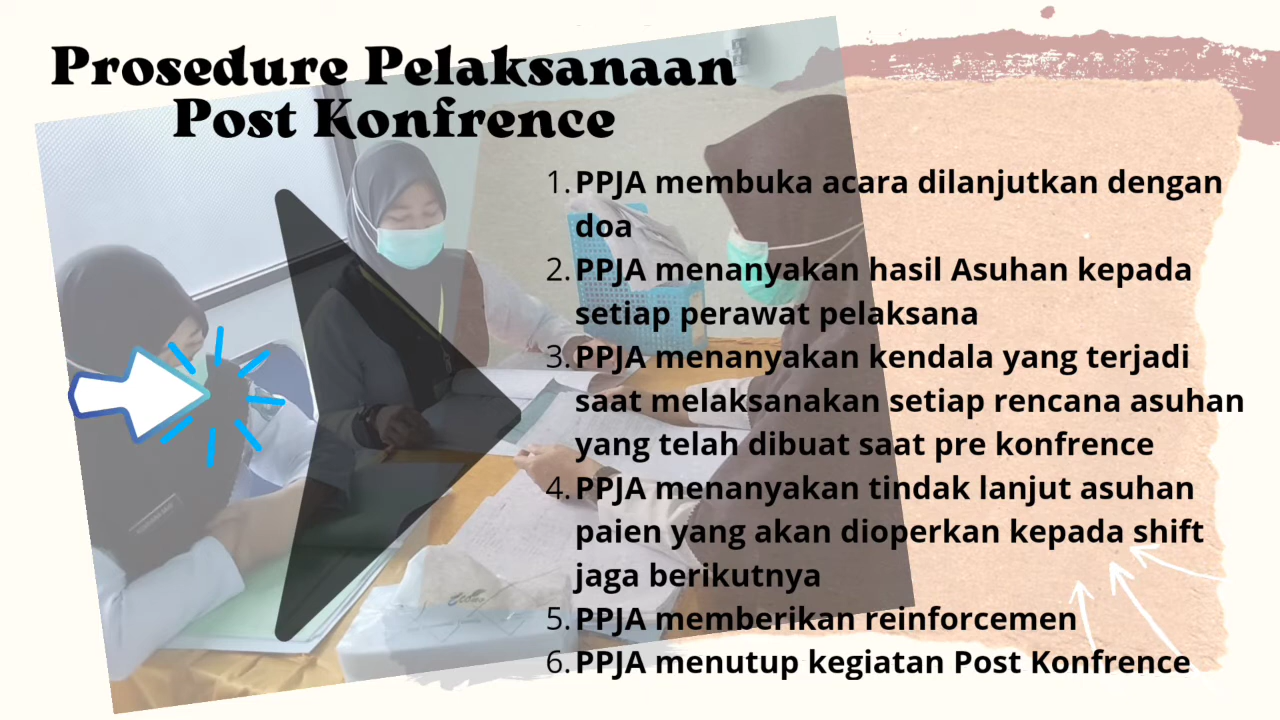 Prosedure Pelaksanaan
Post Konfrence
1. PPJA membuka acara dilanjutkan dengan
doa
2. PPJA menanyakan hasil Asuhan kepada
setiap perawat pelaksana
3. PPJA menanyakan kendala yang terjadi
saat melaksanakan setiap rencana asuhan
yang telah dibuat saat pre konfrence
4. PPJA menanyakan tindak lanjut asuhan
paien yang akan dioperkan kepada shift
jaga berikutnya
5. PPJA memberikan reinforcemen
6. PPJA menutup kegiatan Post Konfrence